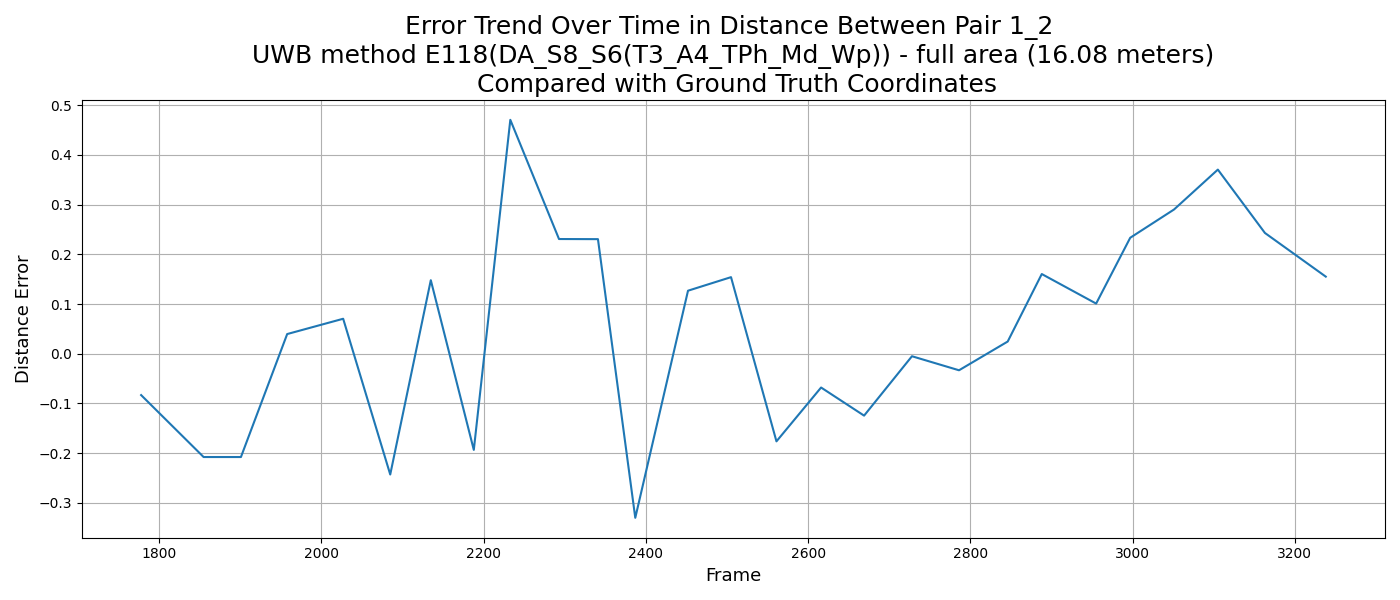 Error Trend Over Time in Distance Between Pair 1_2
UWB method E118(DA_S8_S6(T3_A4_TPh_Md_Wp)) - full area (16.08 meters)
Compared with Ground Truth Coordinates
0.5
0.4
0.3
0.2
0.1
0.0
−0.1
−0.2
−0.3
Distance Error
1800 2000 2200 2400 2600 2800 3000 3200
Frame